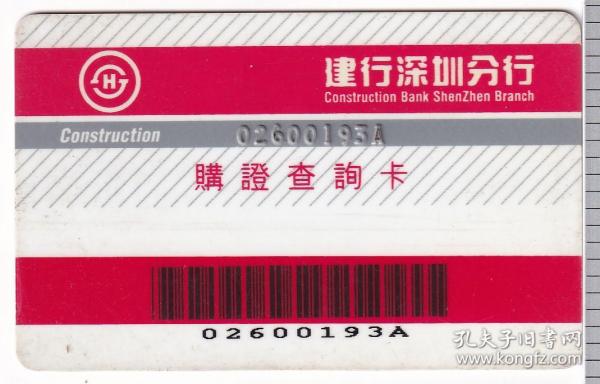 建行深圳分行
Construction Bank ShenZhen Branch
Construction 02600193A
購證查詢卡
02600193A
孔夫子旧书网
www.kongfz.com